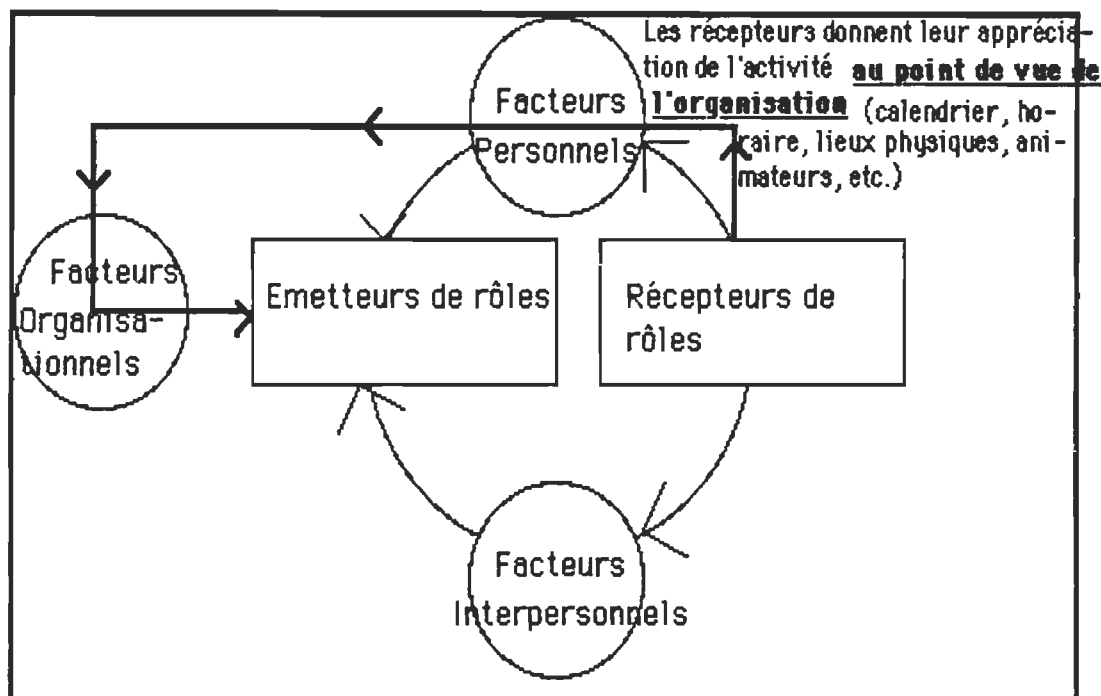 Les récepteurs donnent leur apprécia-
tion de l'activité au point de vue de
l'organisation (calendrier, ho-
raire, lieux physiques, ani-
mateurs, etc.)
Facteurs
Personnels
Facteurs
Organisa-
tionnels
Emetteurs de rôles
Récepteurs de
rôles
Facteurs
Interpersonnels